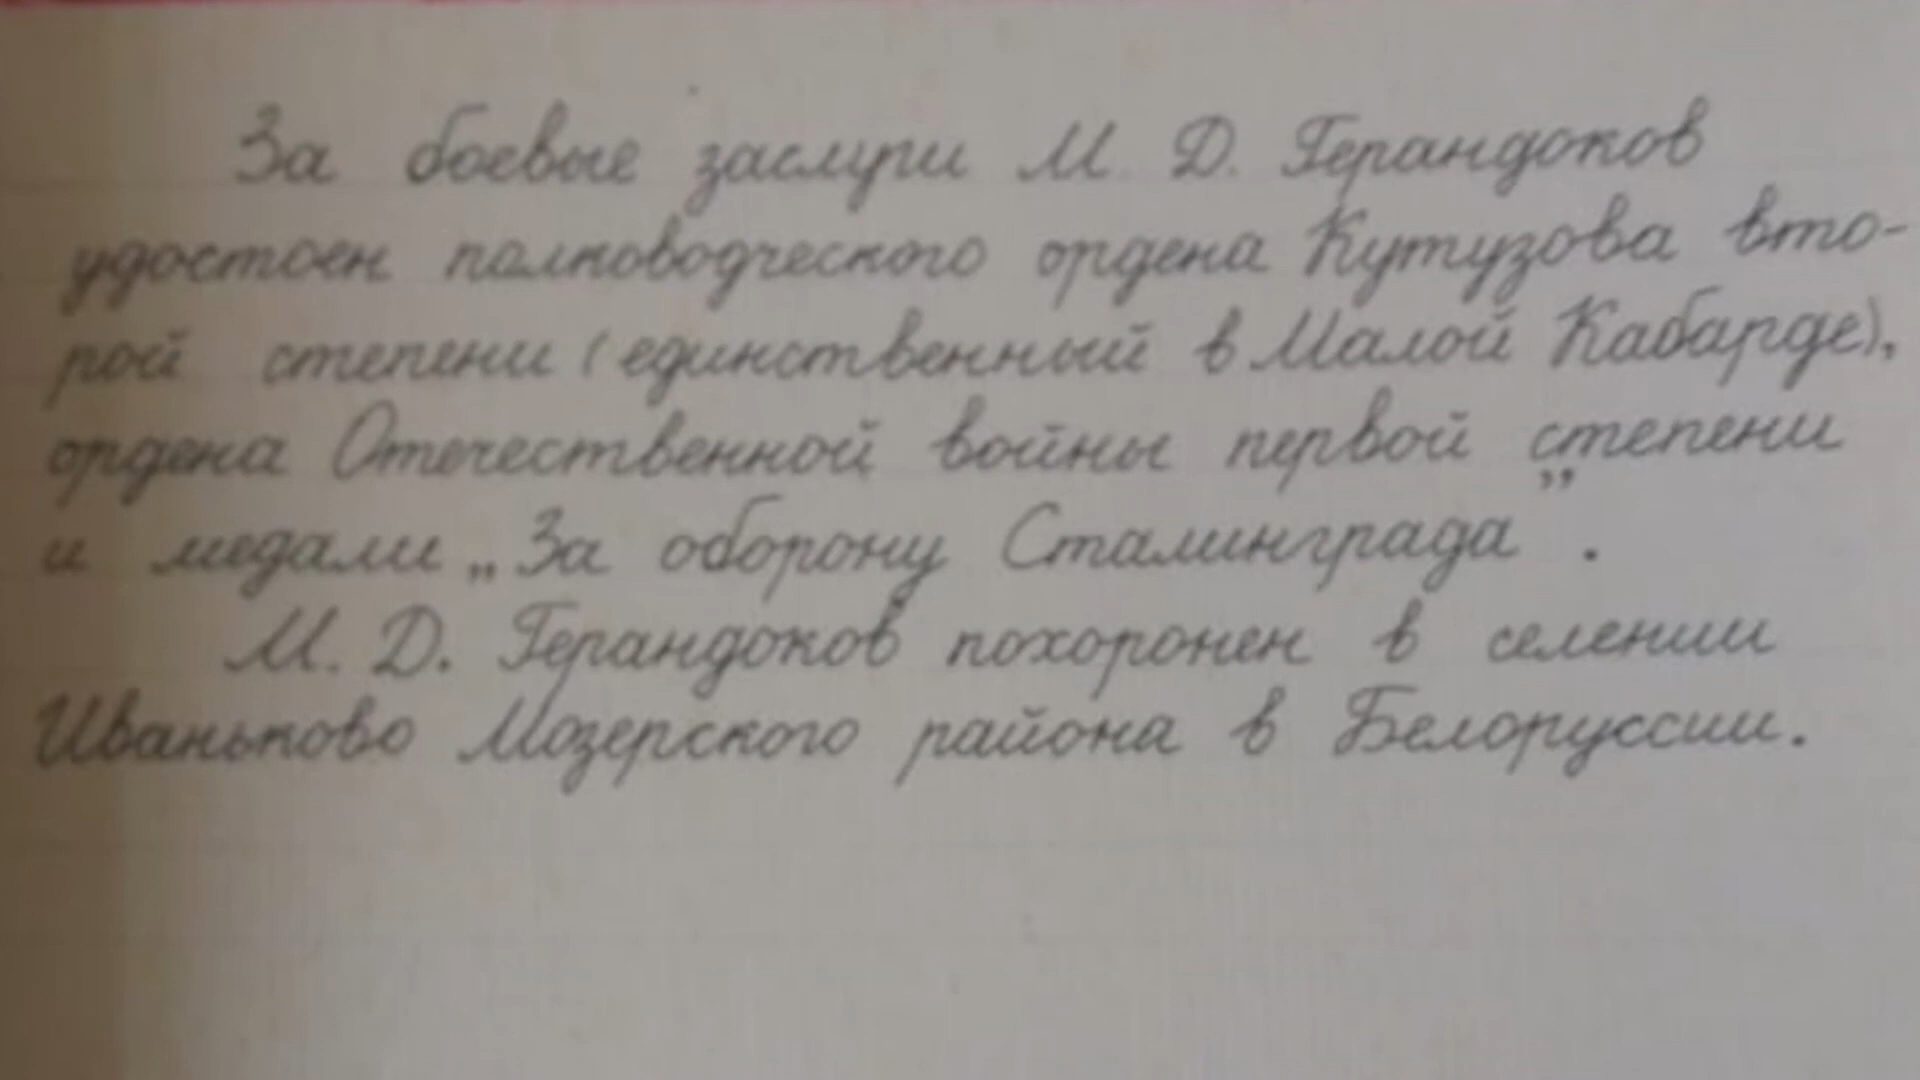 За боевые заслуги М. Д. Герандоков
удостоен полководческого ордена Кутузова вто-
рой степени (единственный в Малой Кабарде),
ордена Отечественной войны первой степени
и медали „За оборону Сталинграда”.
М. Д. Герандоков похоронен в селении
Иваньково Мозерского района в Белоруссии.